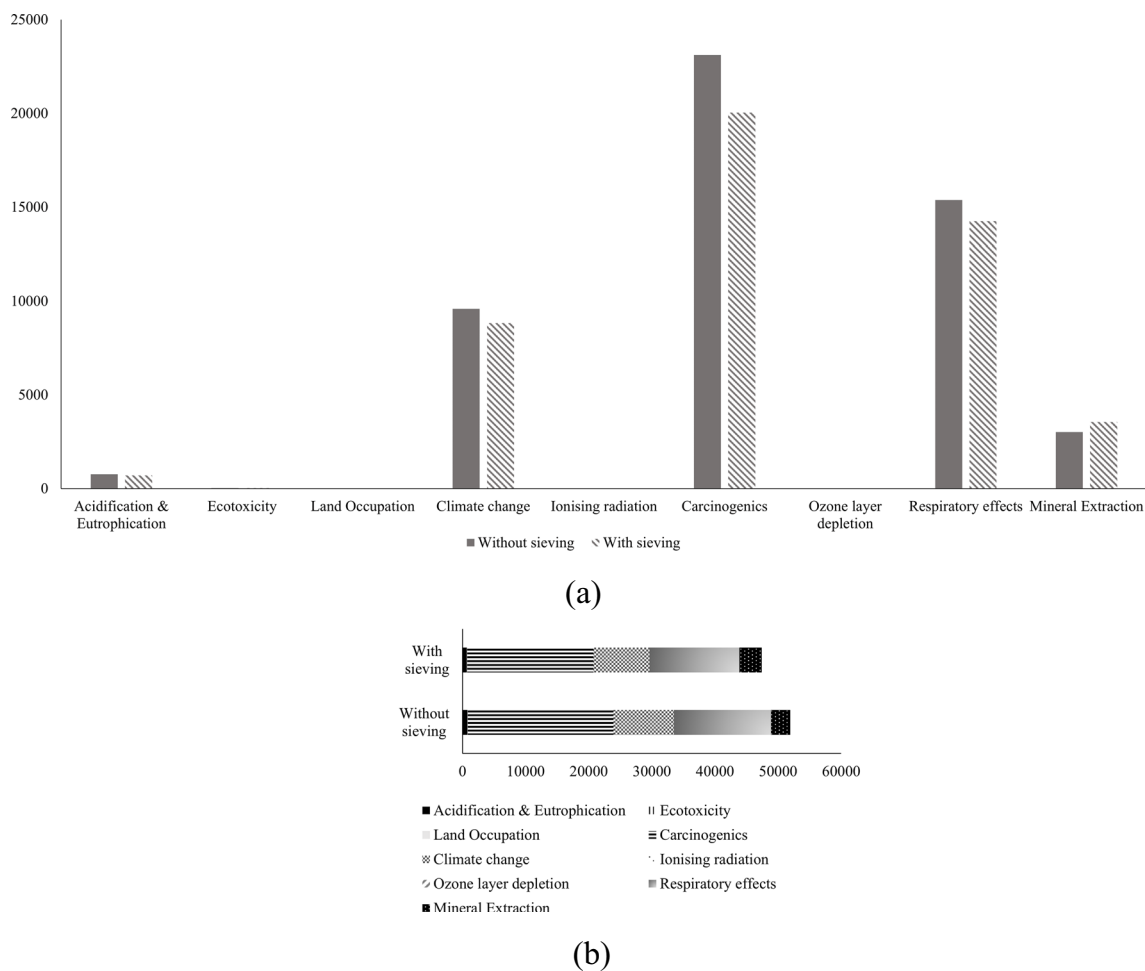 25000
20000
15000
10000
5000
0
Acidification &
Eutrophication
Ecotoxicity
Land Occupation
Climate change
Ionising radiation
Carcinogenics
Ozone layer
depletion
Respiratory effects
Mineral Extraction
Without sieving
With sieving
(a)
With
sieving
Without
sieving
0 10000 20000 30000 40000 50000 60000
Acidification & Eutrophication
Ecotoxicity
Land Occupation
Carcinogenics
Climate change
Ionising radiation
Ozone layer depletion
Respiratory effects
Mineral Extraction
(b)